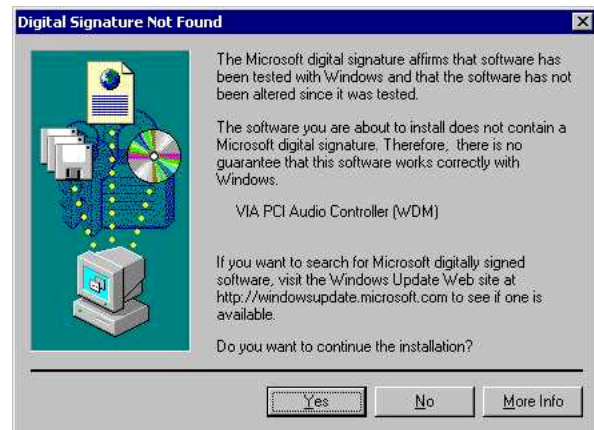 Digital Signature Not Found
The Microsoft digital signature affirms that software has
been tested with Windows and that the software has not
been altered since it was tested.
The software you are about to install does not contain a
Microsoft digital signature. Therefore, there is no
guarantee that this software works correctly with
Windows.
VIA PCI Audio Controller (WDM)
If you want to search for Microsoft digitally signed
software, visit the Windows Update Web site at
http://windowsupdate.microsoft.com to see if one is
available.
Do you want to continue the installation?
Yes No More Info